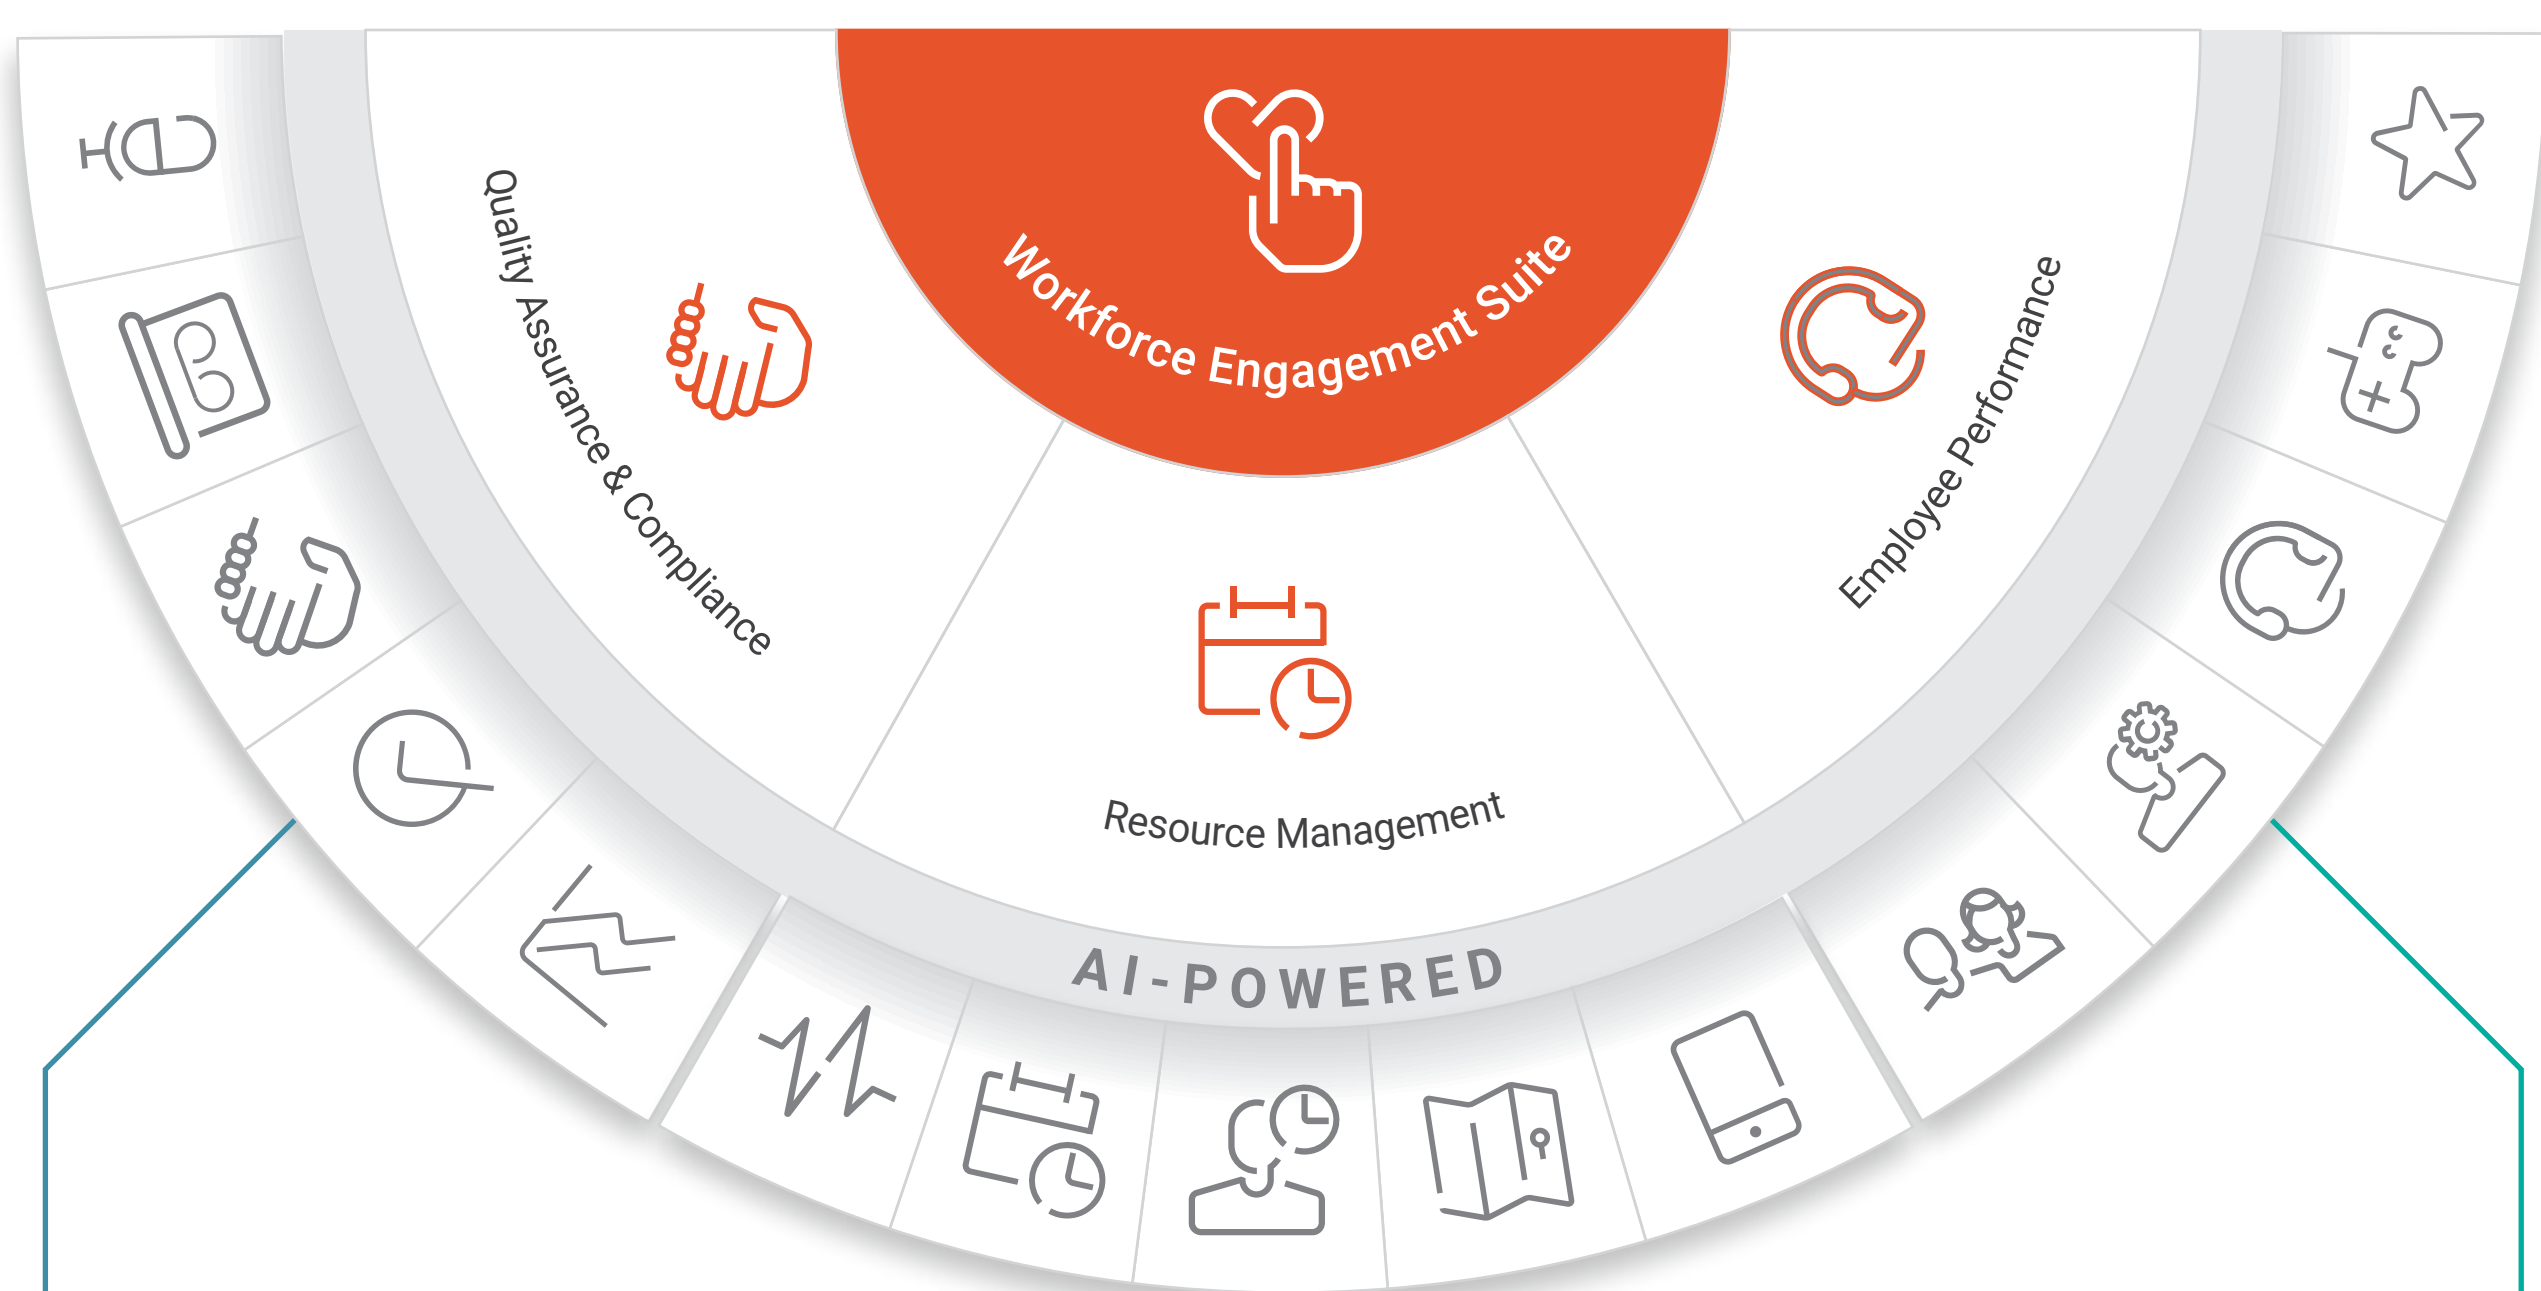 Workforce Engagement Suite
Quality Assurance & Compliance
Resource Management
Employee Performance
AI-POWERED